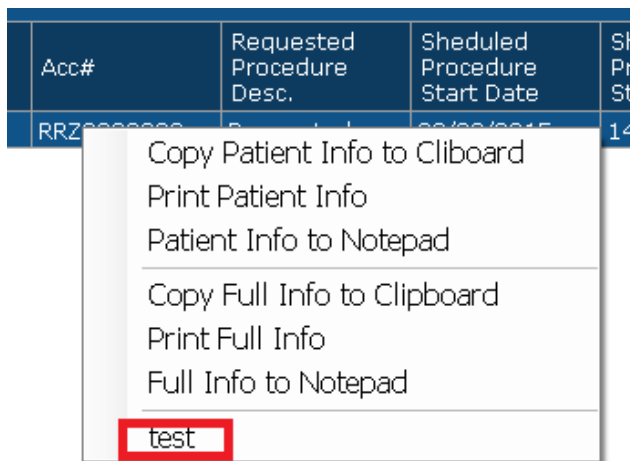 Acc#
Requested
Procedure
Desc.
Sheduled
Procedure
Start Date
Copy Patient Info to Cliboard
Print Patient Info
Patient Info to Notepad
Copy Full Info to Clipboard
Print Full Info
Full Info to Notepad
test